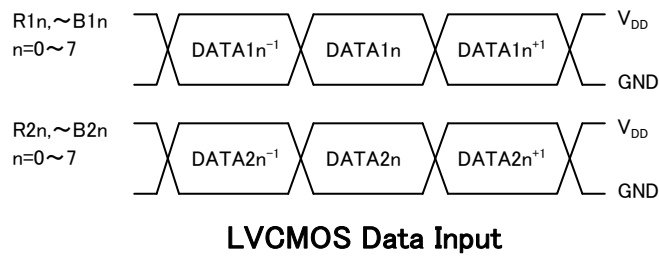 R1n,～B1n
n=0～7
DATA1n⁻¹ DATA1n DATA1n⁺¹
V_DD
GND
R2n,～B2n
n=0～7
DATA2n⁻¹ DATA2n DATA2n⁺¹
V_DD
GND
LVCMOS Data Input